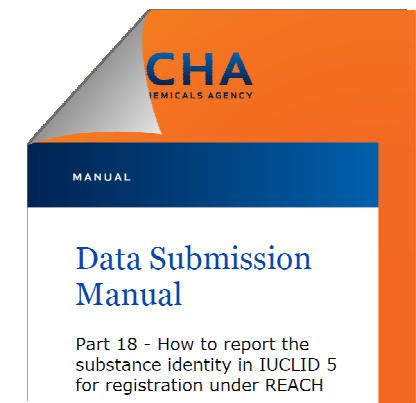 CHA
HEMICALS AGENCY
MANUAL
Data Submission
Manual
Part 18 - How to report the
substance identity in IUCLID 5
for registration under REACH